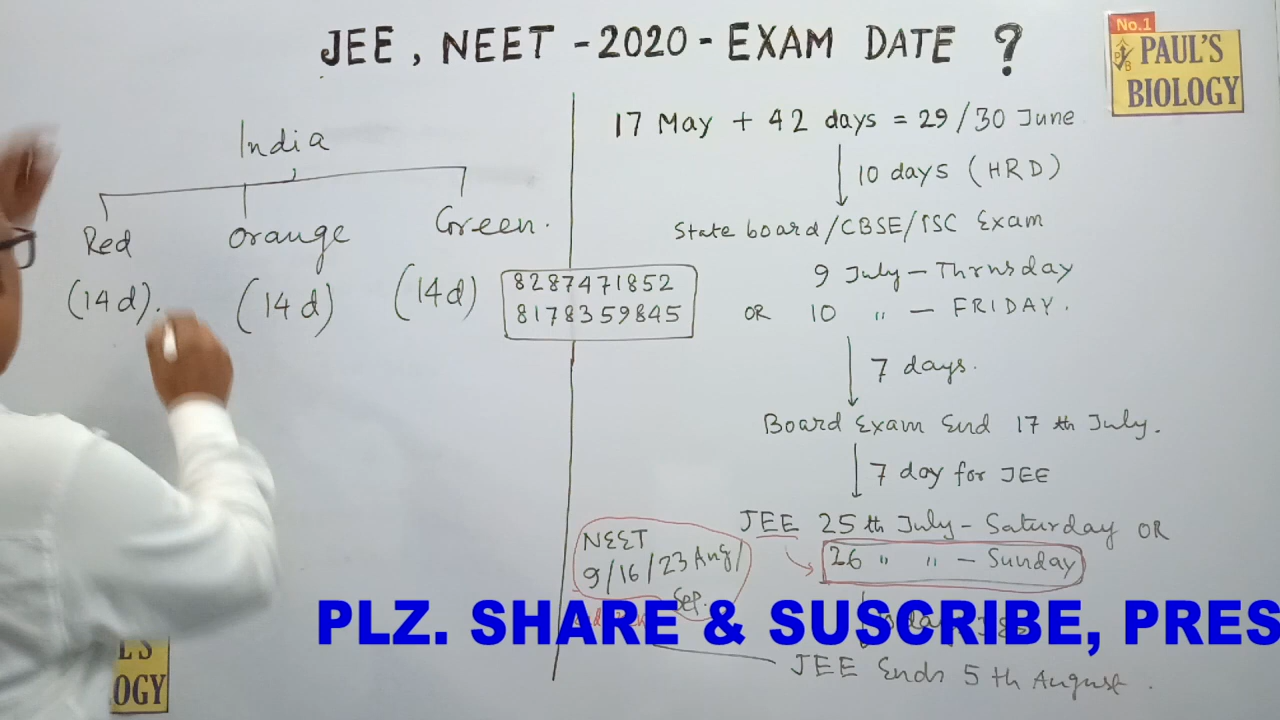 JEE, NEET - 2020 - EXAM DATE ?
No.1
PAUL'S
BIOLOGY
India
Red
Orange
Green.
(14 d).
(14 d)
(14d)
8287471852
8178359845
17 May + 42 days = 29/30 June
10 days (HRD)
State board/CBSE/ISC Exam
9 July - Thrusday
OR 10 " - FRIDAY.
7 days.
Board Exam End 17 th July.
7 day for JEE
JEE 25 th July - Saturday OR
26 " " - Sunday
NEET
9/16/23 Aug/
Sep.
PLZ. SHARE & SUSCRIBE, PRES
JEE Ends 5 th August.
L'S
OGY